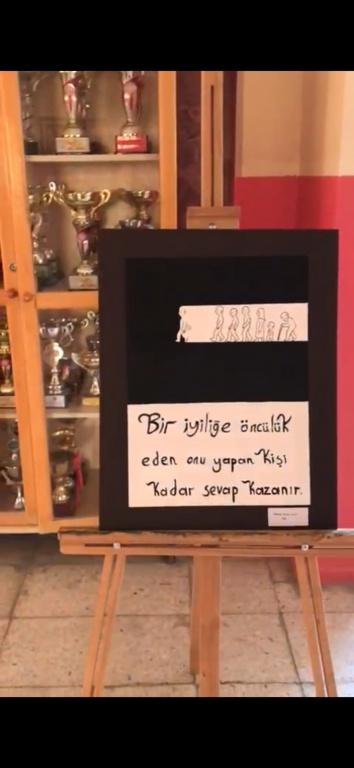 Bir iyiliğe öncülük
eden onu yapan kişi
kadar sevap kazanır.